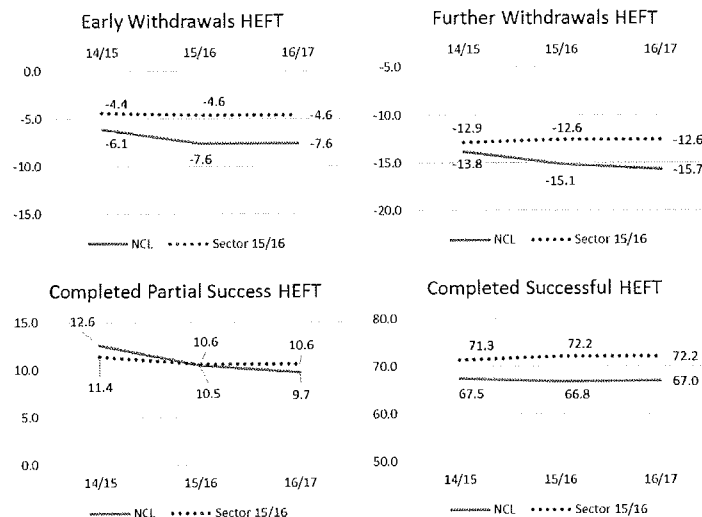 Early Withdrawals HEFT
14/15 15/16 16/17
0.0
-5.0
-10.0
-15.0
-4.4 -4.6 -4.6
-6.1 -7.6 -7.6
NCL Sector 15/16
Further Withdrawals HEFT
14/15 15/16 16/17
-5.0
-10.0
-15.0
-20.0
-12.9 -12.6 -12.6
-13.8 -15.1 -15.7
NCL Sector 15/16
Completed Partial Success HEFT
15.0
10.0
5.0
0.0
12.6 10.6 10.6
11.4 10.5 9.7
14/15 15/16 16/17
NCL Sector 15/16
Completed Successful HEFT
80.0
70.0
60.0
50.0
71.3 72.2 72.2
67.5 66.8 67.0
14/15 15/16 16/17
NCL Sector 15/16